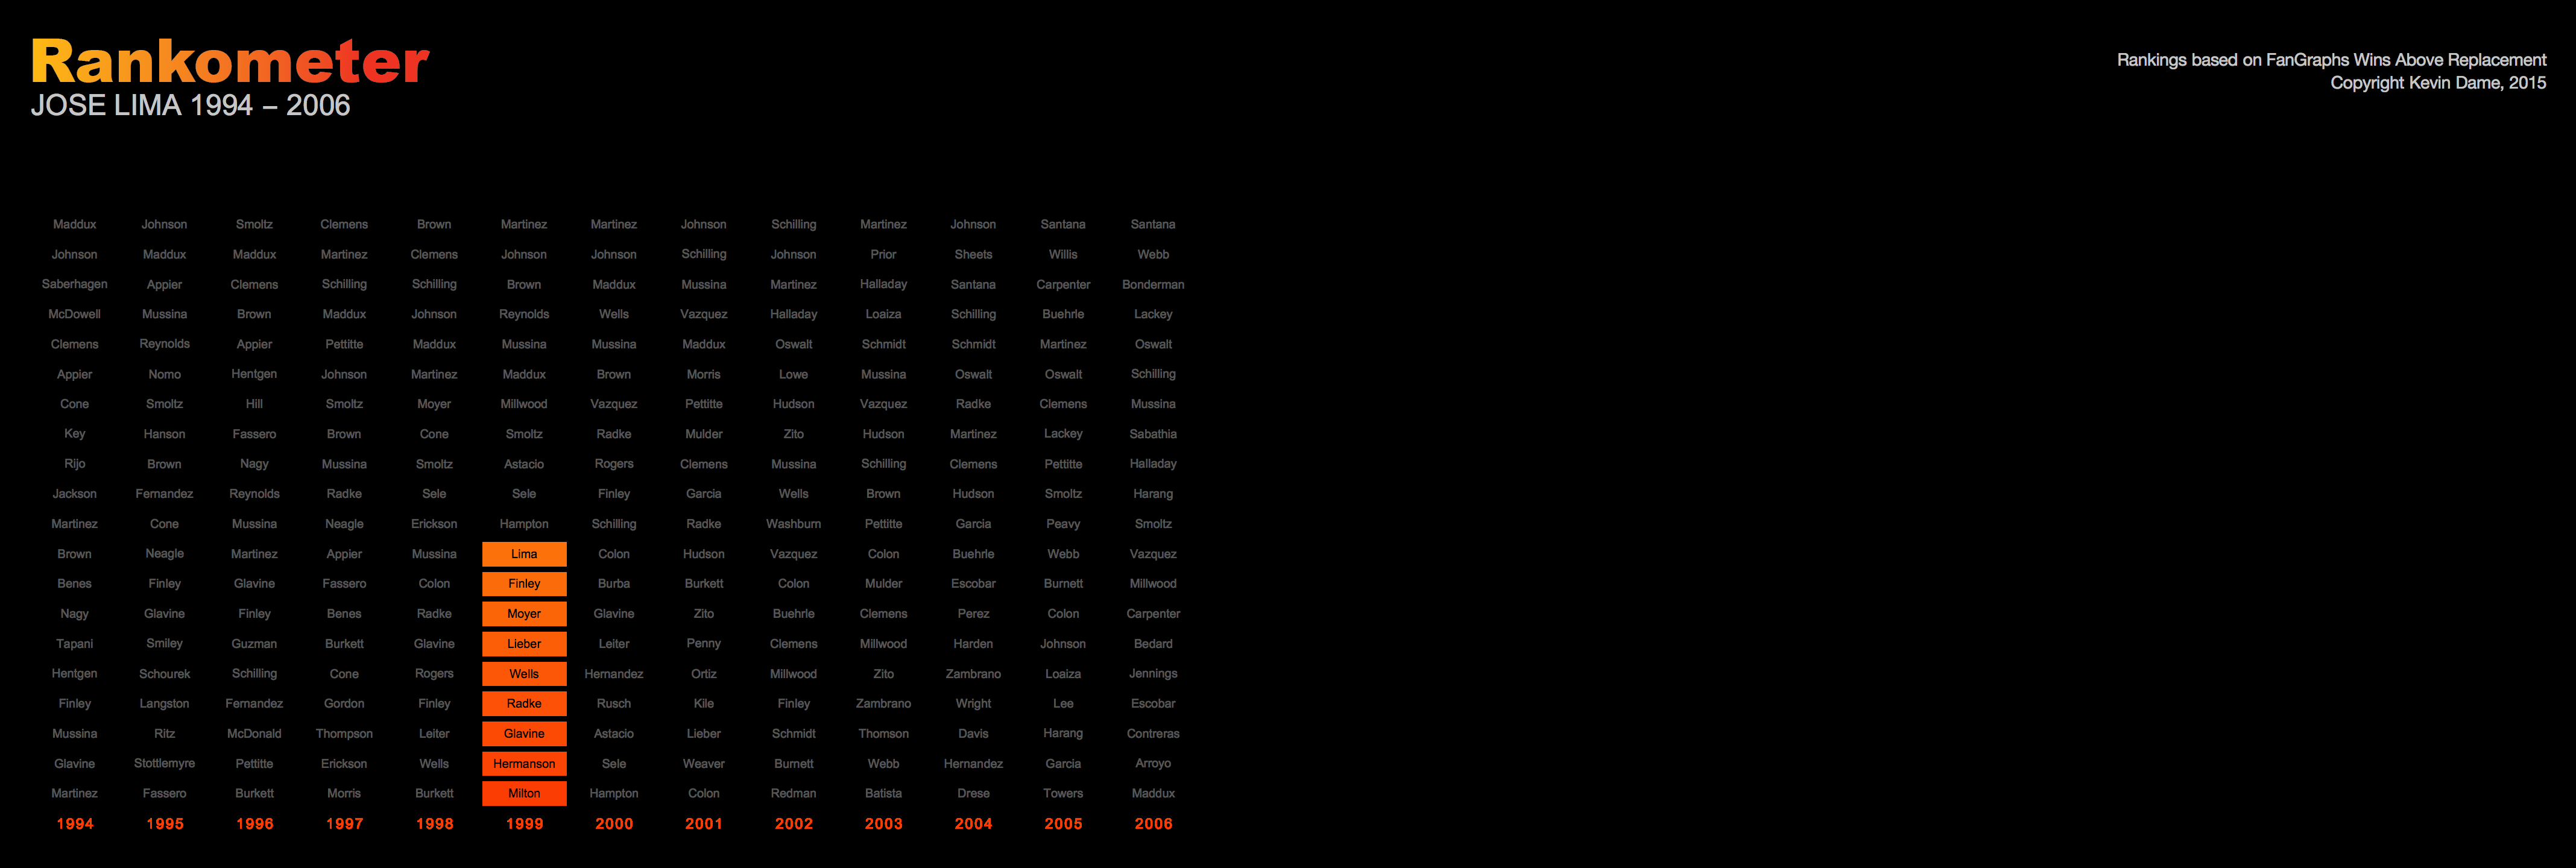 Rankometer
JOSE LIMA 1994 – 2006
Rankings based on FanGraphs Wins Above Replacement
Copyright Kevin Dame, 2015
Maddux Johnson Smoltz Clemens Brown Martinez Martinez Johnson Schilling Martinez Johnson Santana Santana
Johnson Maddux Maddux Martinez Clemens Johnson Johnson Schilling Johnson Prior Sheets Willis Webb
Saberhagen Appier Clemens Schilling Schilling Brown Maddux Mussina Martinez Halladay Santana Carpenter Bonderman
McDowell Mussina Brown Maddux Johnson Reynolds Wells Vazquez Halladay Loaiza Schilling Buehrle Lackey
Clemens Reynolds Appier Pettitte Maddux Mussina Mussina Maddux Oswalt Schmidt Schmidt Martinez Oswalt
Appier Nomo Hentgen Johnson Martinez Maddux Brown Morris Lowe Mussina Oswalt Oswalt Schilling
Cone Smoltz Hill Smoltz Moyer Millwood Vazquez Pettitte Hudson Vazquez Radke Clemens Mussina
Key Hanson Fassero Brown Cone Smoltz Radke Mulder Zito Hudson Martinez Lackey Sabathia
Rijo Brown Nagy Mussina Smoltz Astacio Rogers Clemens Mussina Schilling Clemens Pettitte Halladay
Jackson Fernandez Reynolds Radke Sele Sele Finley Garcia Wells Brown Hudson Smoltz Harang
Martinez Cone Mussina Neagle Erickson Hampton Schilling Radke Washburn Pettitte Garcia Peavy Smoltz
Brown Neagle Martinez Appier Mussina Lima Colon Hudson Vazquez Colon Buehrle Webb Vazquez
Benes Finley Glavine Fassero Colon Finley Burba Burkett Colon Mulder Escobar Burnett Millwood
Nagy Glavine Finley Benes Radke Moyer Glavine Zito Buehrle Clemens Perez Colon Carpenter
Tapani Smiley Guzman Burkett Glavine Lieber Leiter Penny Clemens Millwood Harden Johnson Bedard
Hentgen Schourek Schilling Cone Rogers Wells Hernandez Ortiz Millwood Zito Zambrano Loaiza Jennings
Finley Langston Fernandez Gordon Finley Radke Rusch Kile Finley Zambrano Wright Lee Escobar
Mussina Ritz McDonald Thompson Leiter Glavine Astacio Lieber Schmidt Thomson Davis Harang Contreras
Glavine Stottlemyre Pettitte Erickson Wells Hermanson Sele Weaver Burnett Webb Hernandez Garcia Arroyo
Martinez Fassero Burkett Morris Burkett Milton Hampton Colon Redman Batista Drese Towers Maddux
1994 1995 1996 1997 1998 1999 2000 2001 2002 2003 2004 2005 2006